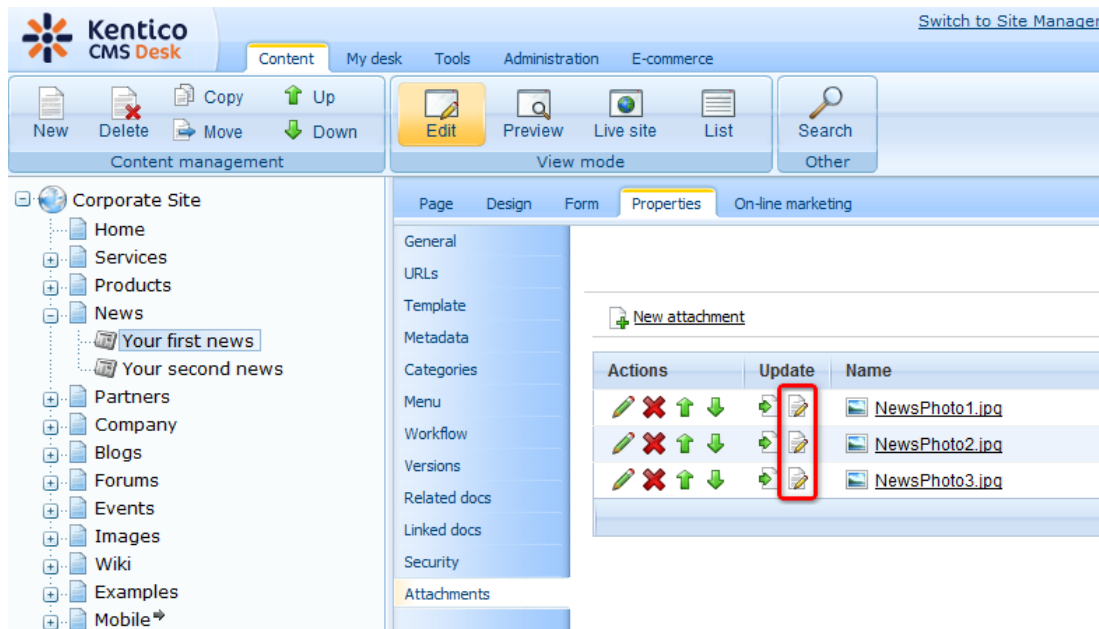 Kentico
CMS Desk
Switch to Site Manager
Content
My desk
Tools
Administration
E-commerce
New
Delete
Copy
Move
Up
Down
Content management
Edit
Preview
Live site
List
View mode
Search
Other
Corporate Site
Home
Services
Products
News
Your first news
Your second news
Partners
Company
Blogs
Forums
Events
Images
Wiki
Examples
Mobile
Page
Design
Form
Properties
On-line marketing
General
URLs
Template
Metadata
Categories
Menu
Workflow
Versions
Related docs
Linked docs
Security
Attachments
New attachment
Actions
Update
Name
NewsPhoto1.jpg
NewsPhoto2.jpg
NewsPhoto3.jpg